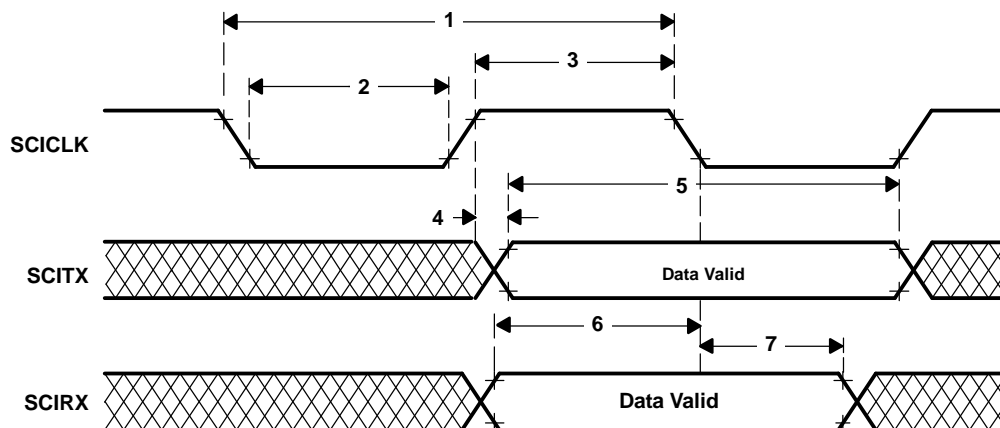 1
3
2
SCICLK
5
4
SCITX
Data Valid
6
7
SCIRX
Data Valid